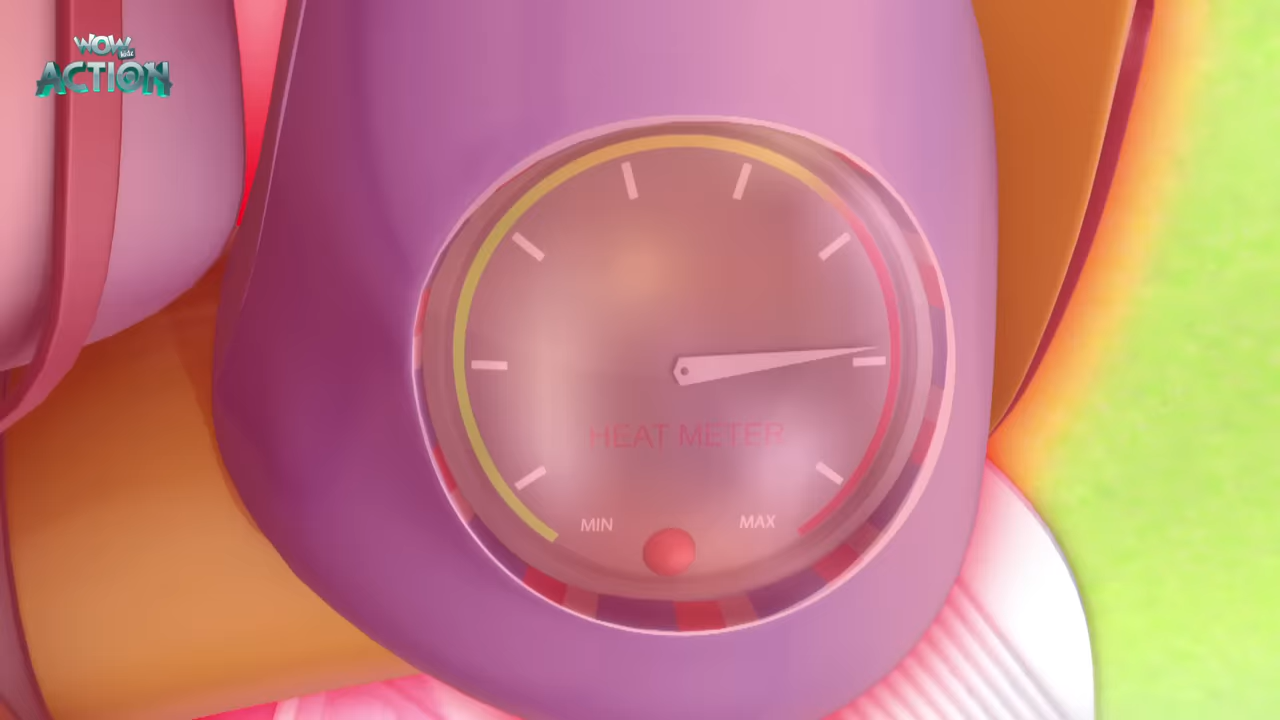 WOW
kidz
ACTION
HEAT METER
MIN MAX